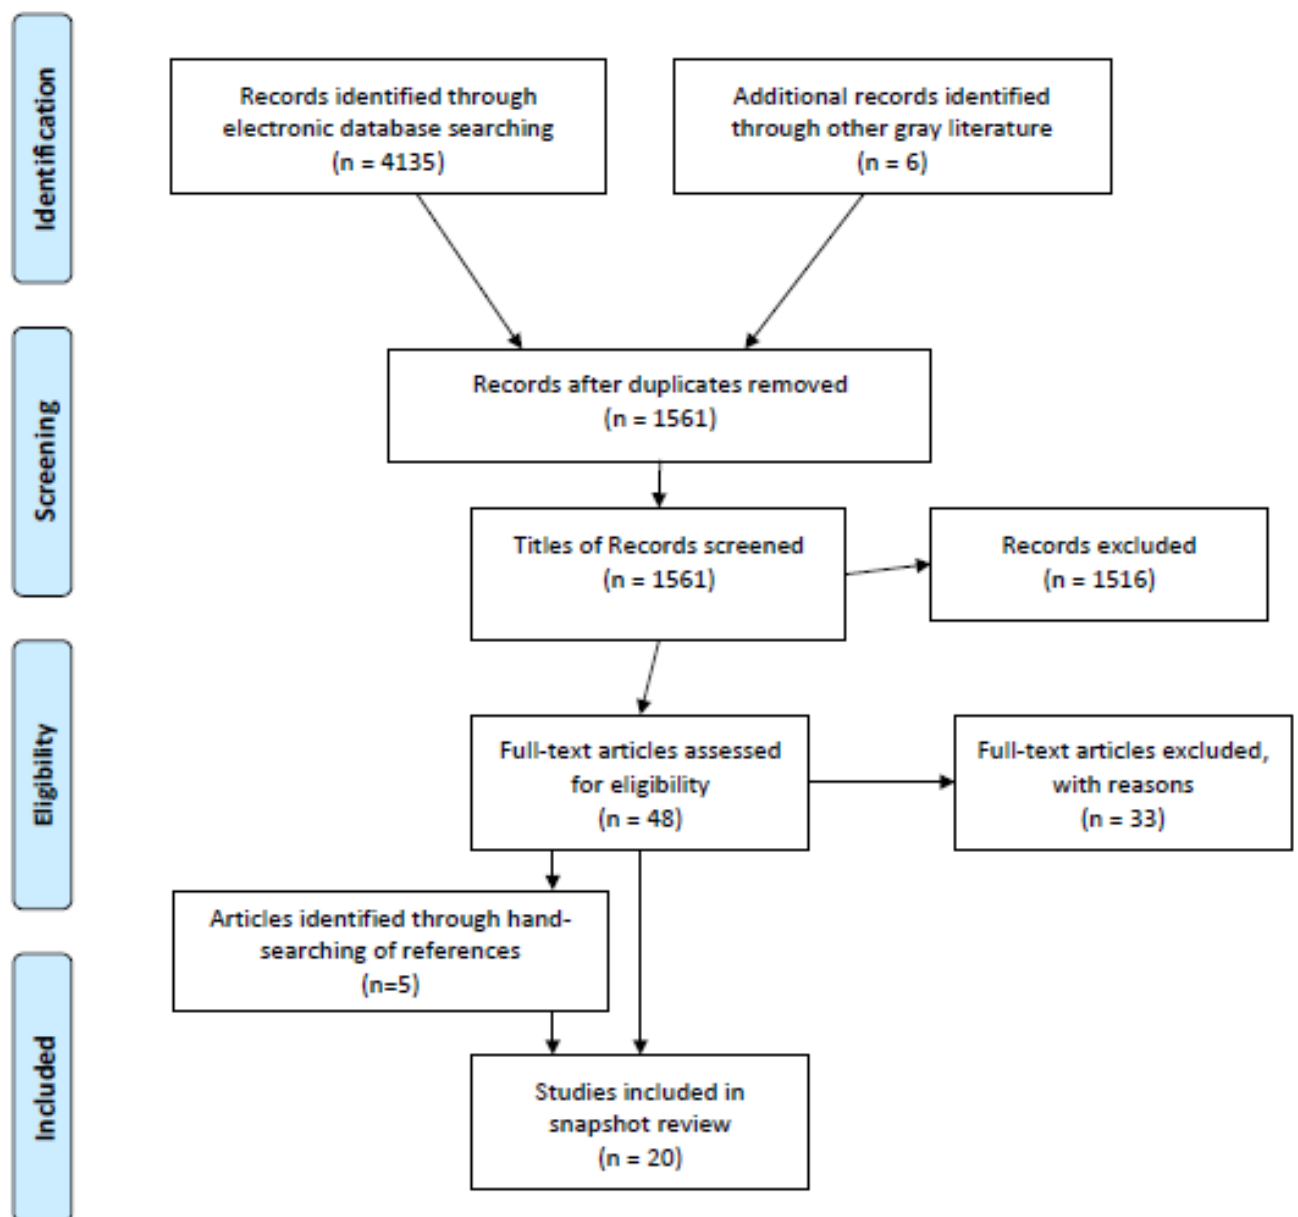 Identification
Records identified through
electronic database searching
(n = 4135)
Additional records identified
through other gray literature
(n = 6)
Screening
Records after duplicates removed
(n = 1561)
Titles of Records screened
(n = 1561)
Records excluded
(n = 1516)
Eligibility
Full-text articles assessed
for eligibility
(n = 48)
Full-text articles excluded,
with reasons
(n = 33)
Articles identified through hand-
searching of references
(n=5)
Included
Studies included in
snapshot review
(n = 20)